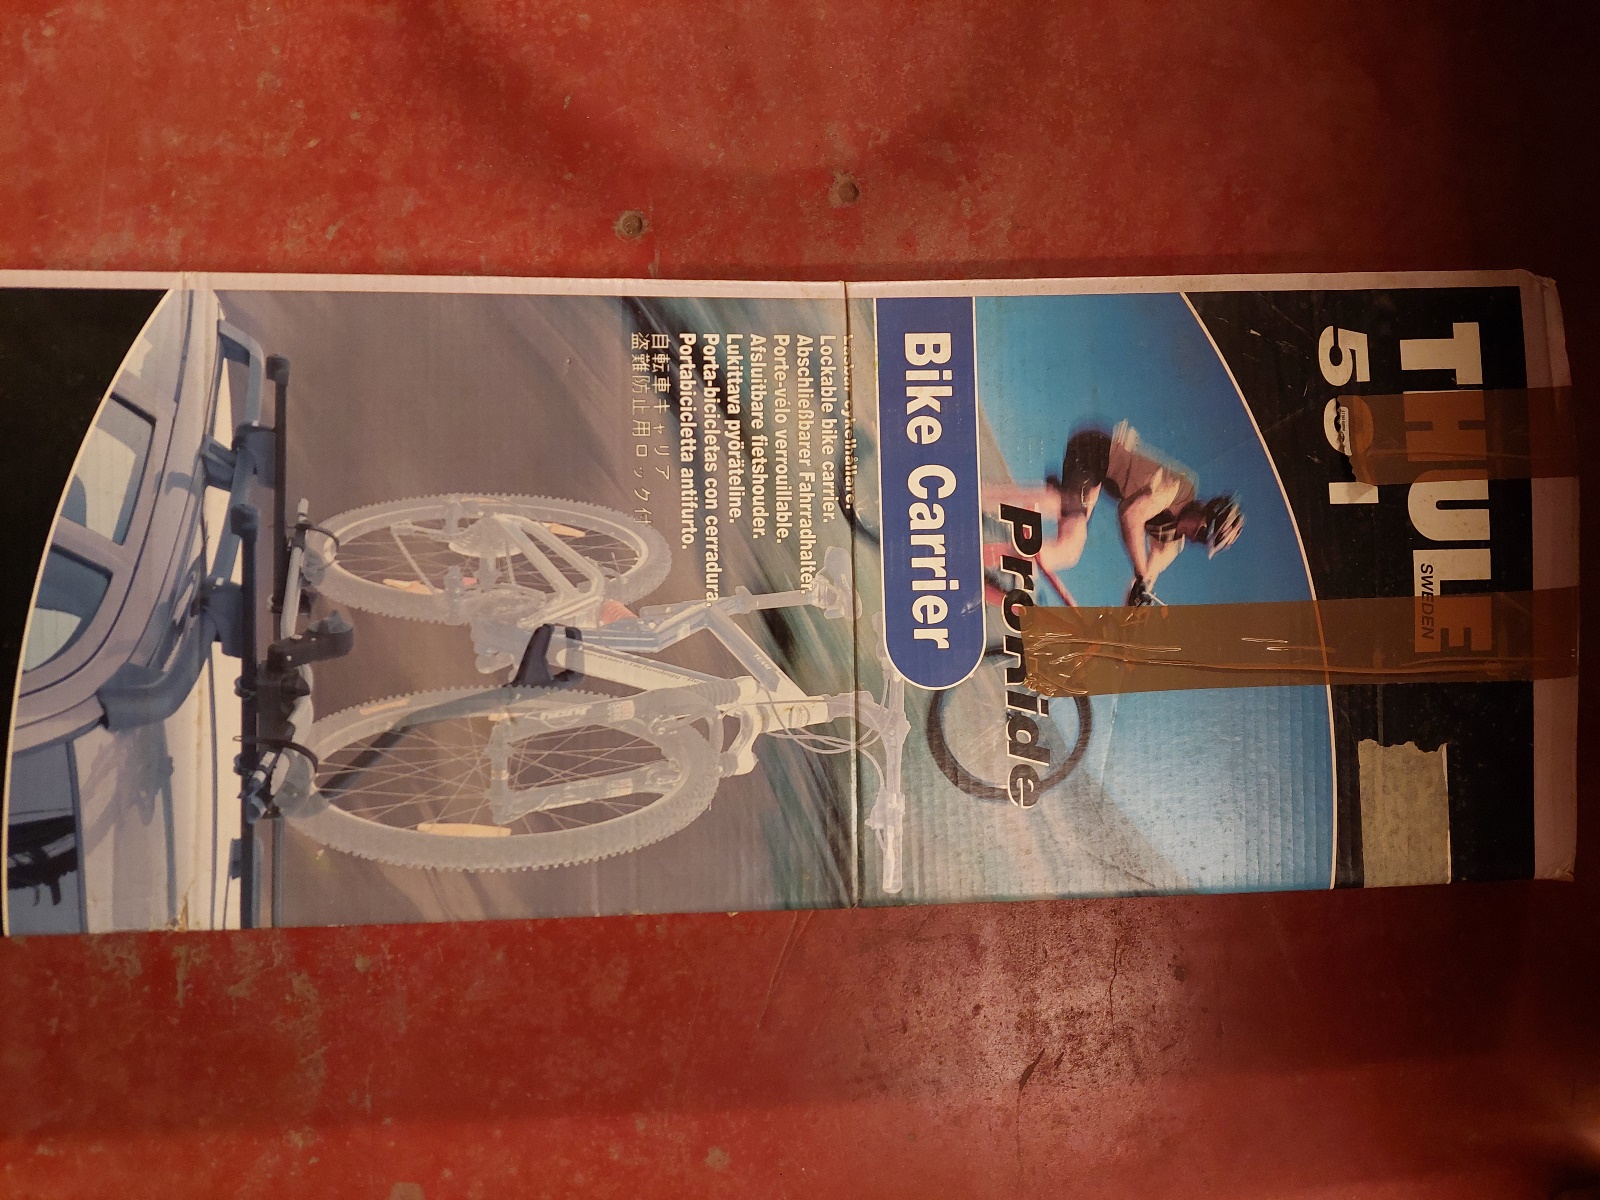 THULE
SWEDEN
591
ProRide
Bike Carrier
Låsbar cykelhållare.
Lockable bike carrier.
Abschließbarer Fahrradhalter.
Porte-vélo verrouillable.
Afsluitbare fietshouder.
Lukittava pyöräteline.
Porta-bicicletas con cerradura.
Portabicicletta antifurto.
自転車キャリア
盗難防止用ロック付